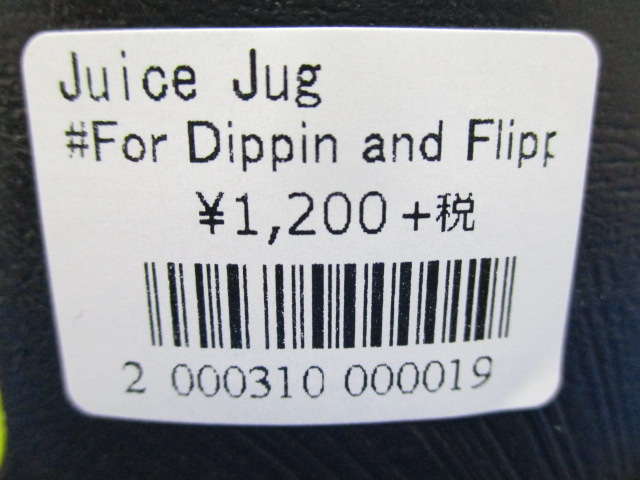 Juice Jug
#For Dippin and Flipp
¥1,200+税
2 000310 000019